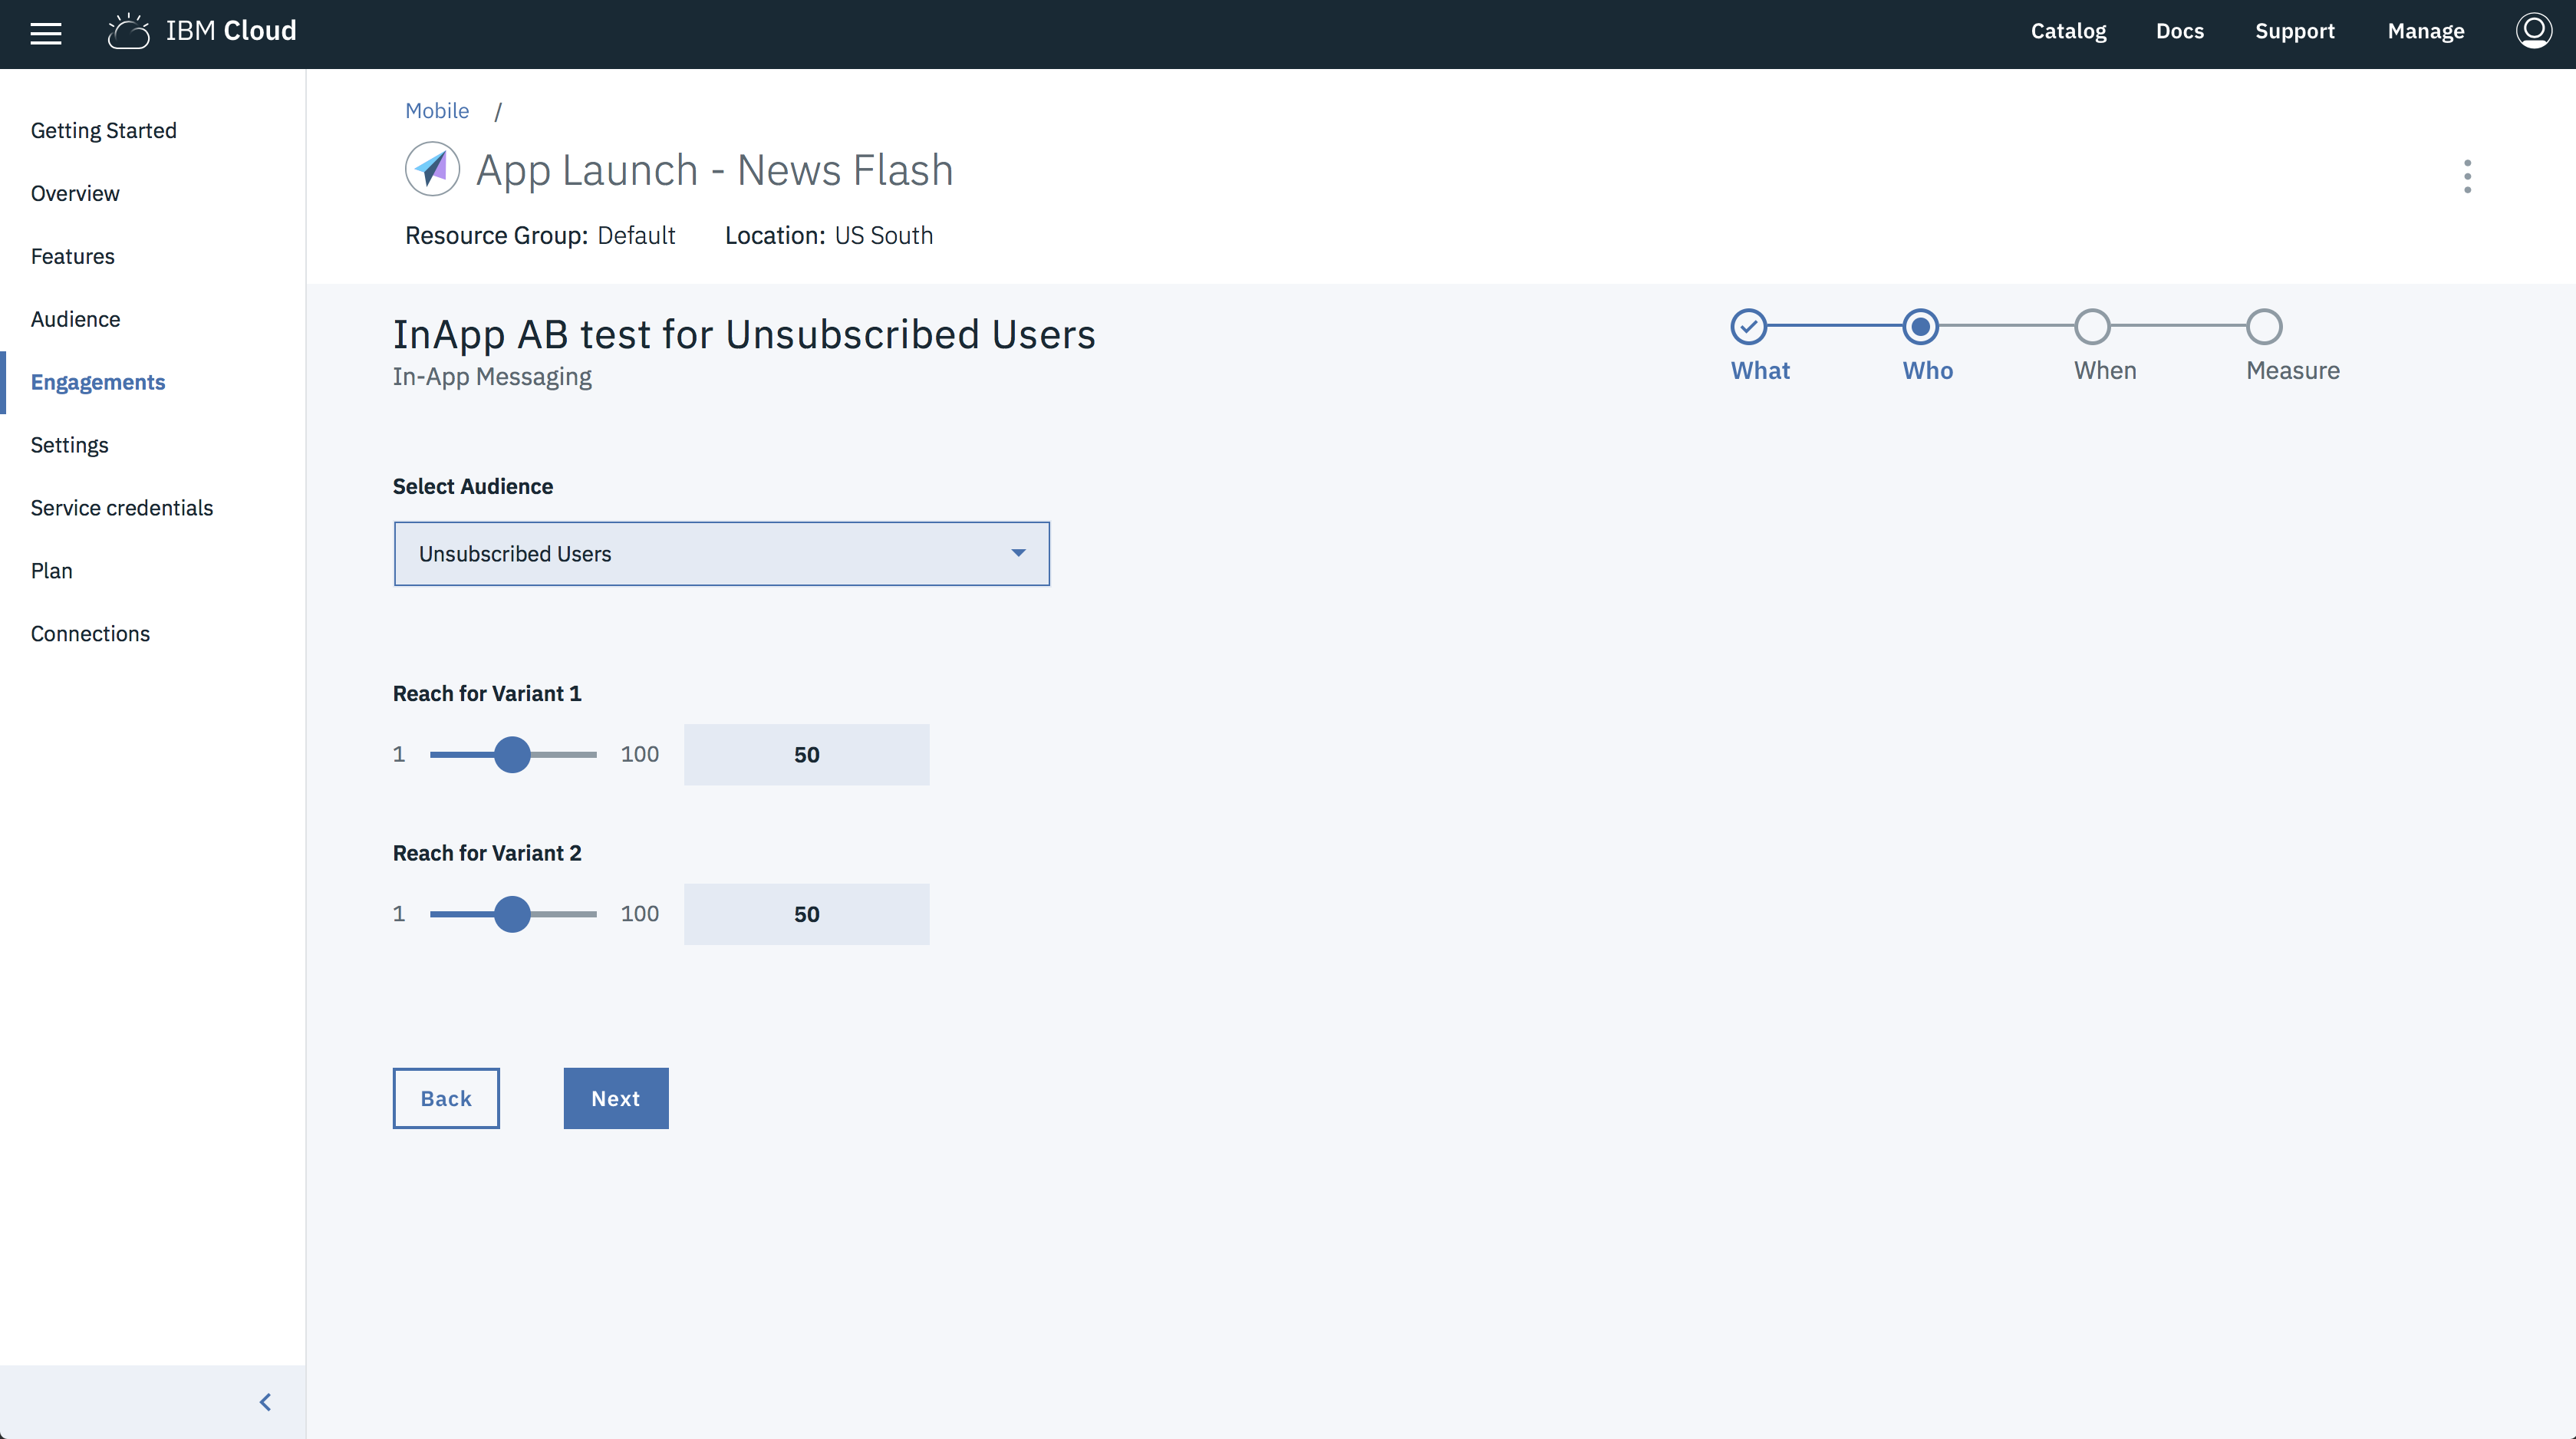 IBM Cloud
Catalog Docs Support Manage
Getting Started
Overview
Features
Audience
Engagements
Settings
Service credentials
Plan
Connections
Mobile /
App Launch - News Flash
Resource Group: Default Location: US South
InApp AB test for Unsubscribed Users
In-App Messaging
What Who When Measure
Select Audience
Unsubscribed Users
Reach for Variant 1
1 100 50
Reach for Variant 2
1 100 50
Back Next